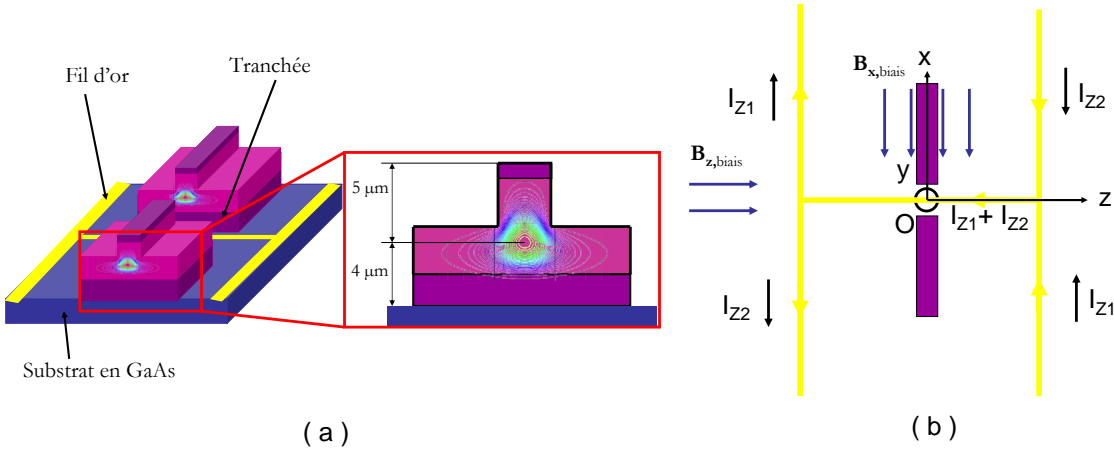 Fil d'or
Tranchée
5 µm
4 µm
Substrat en GaAs
( a )
I_Z1
B_x,biais
x
I_Z2
B_z,biais
y
z
O
I_Z1+ I_Z2
I_Z2
I_Z1
( b )